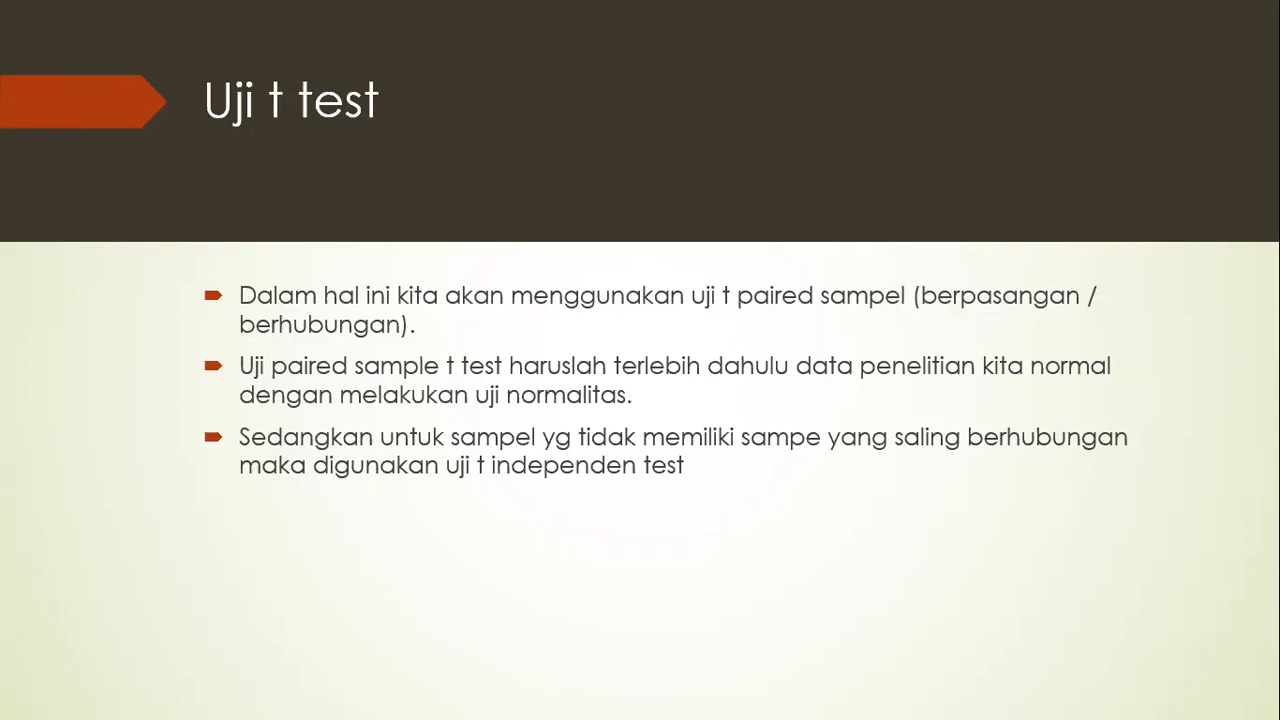 Uji t test
Dalam hal ini kita akan menggunakan uji t paired sampel (berpasangan /
berhubungan).
Uji paired sample t test haruslah terlebih dahulu data penelitian kita normal
dengan melakukan uji normalitas.
Sedangkan untuk sampel yg tidak memiliki sampe yang saling berhubungan
maka digunakan uji t independen test